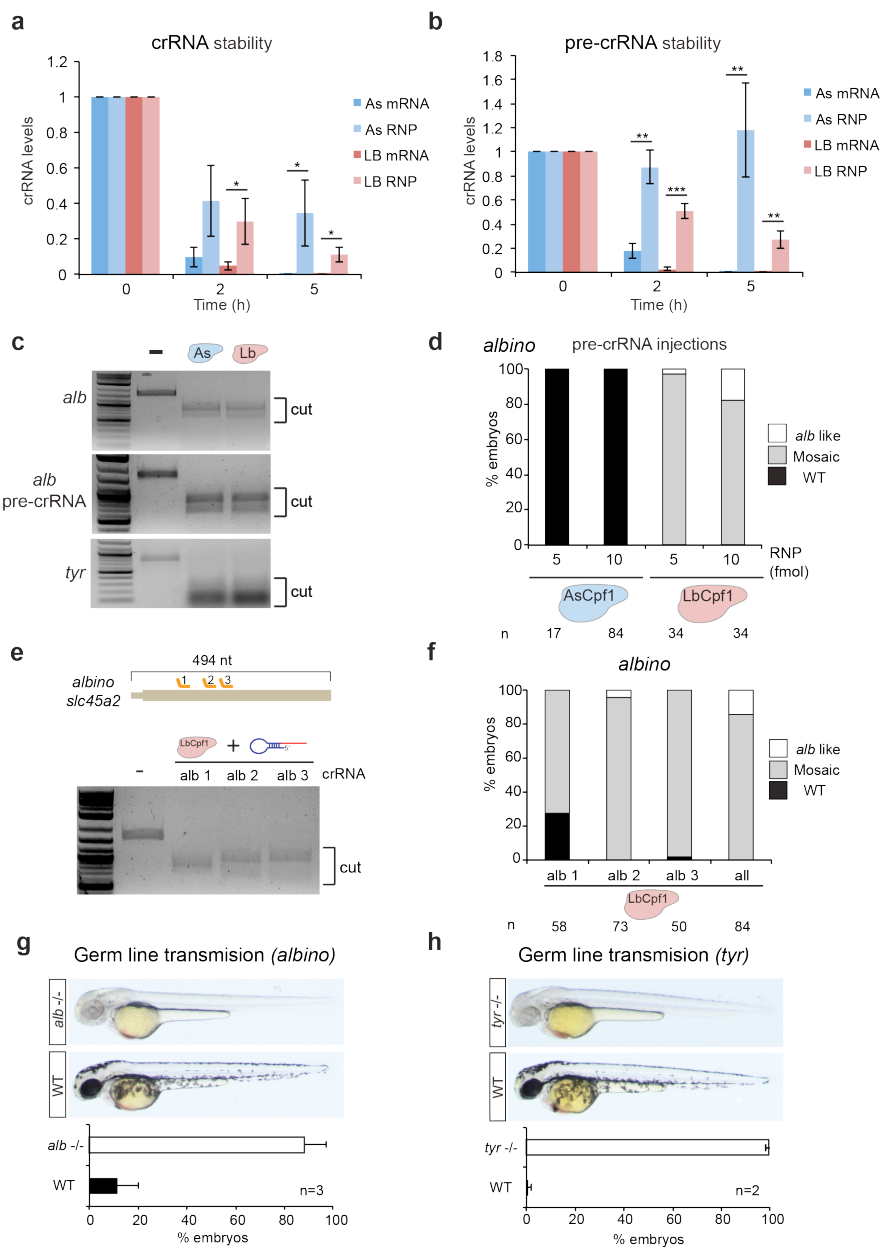 a
crRNA stability
crRNA levels
1.2
1
0.8
0.6
0.4
0.2
0
*
*
*
0 2 5
Time (h)
As mRNA
As RNP
LB mRNA
LB RNP
b
pre-crRNA stability
crRNA levels
1.8
1.6
1.4
1.2
1
0.8
0.6
0.4
0.2
0
**
***
**
**
0 2 5
Time (h)
As mRNA
As RNP
LB mRNA
LB RNP
c
– As Lb
alb
cut
alb
pre-crRNA
cut
tyr
cut
d
albino pre-crRNA injections
% embryos
100
80
60
40
20
0
alb like
Mosaic
WT
5 10 5 10 RNP
(fmol)
AsCpf1 LbCpf1
n 17 84 34 34
e
494 nt
albino
slc45a2
1 2 3
LbCpf1 + 5'
– alb 1 alb 2 alb 3 crRNA
cut
f
albino
% embryos
100
80
60
40
20
0
alb like
Mosaic
WT
alb 1 alb 2 alb 3 all
LbCpf1
n 58 73 50 84
g
Germ line transmision (albino)
alb -/-
WT
alb -/-
WT
n=3
0 20 40 60 80 100
% embryos
h
Germ line transmision (tyr)
tyr -/-
WT
tyr -/-
WT
n=2
0 20 40 60 80 100
% embryos